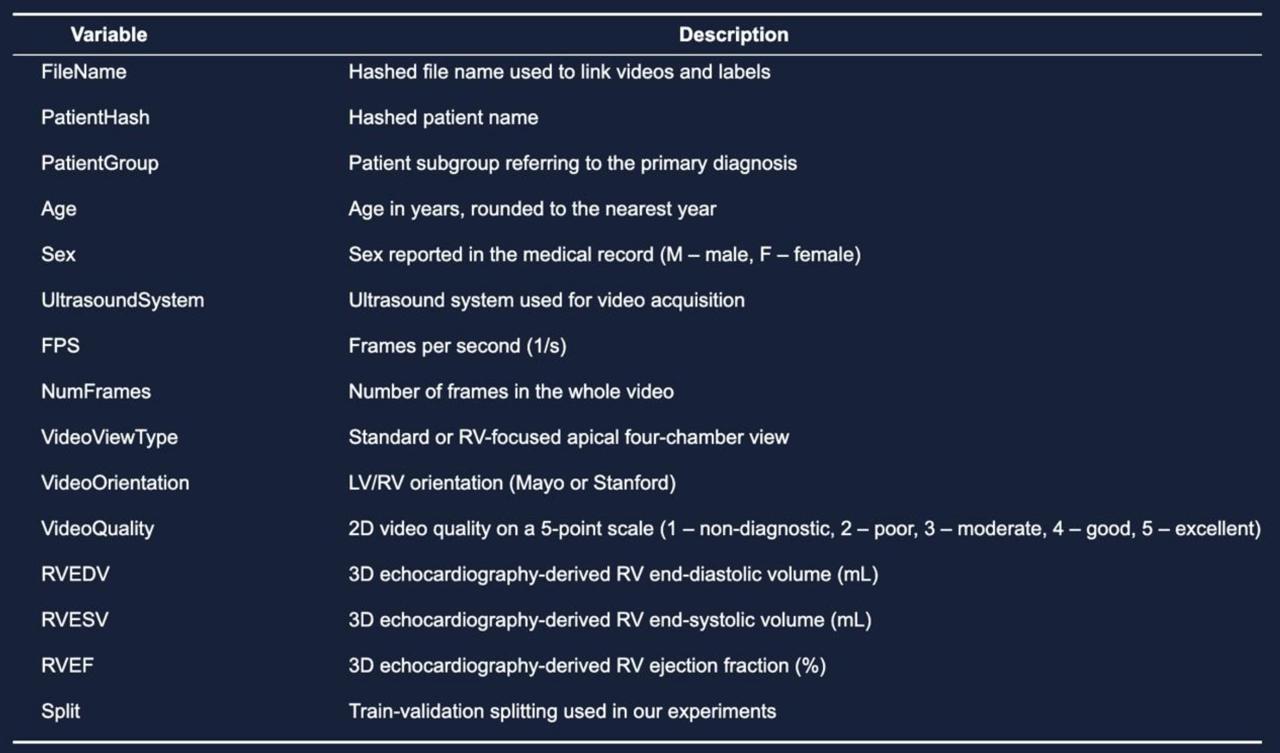 Variable Description
FileName Hashed file name used to link videos and labels
PatientHash Hashed patient name
PatientGroup Patient subgroup referring to the primary diagnosis
Age Age in years, rounded to the nearest year
Sex Sex reported in the medical record (M – male, F – female)
UltrasoundSystem Ultrasound system used for video acquisition
FPS Frames per second (1/s)
NumFrames Number of frames in the whole video
VideoViewType Standard or RV-focused apical four-chamber view
VideoOrientation LV/RV orientation (Mayo or Stanford)
VideoQuality 2D video quality on a 5-point scale (1 – non-diagnostic, 2 – poor, 3 – moderate, 4 – good, 5 – excellent)
RVEDV 3D echocardiography-derived RV end-diastolic volume (mL)
RVESV 3D echocardiography-derived RV end-systolic volume (mL)
RVEF 3D echocardiography-derived RV ejection fraction (%)
Split Train-validation splitting used in our experiments